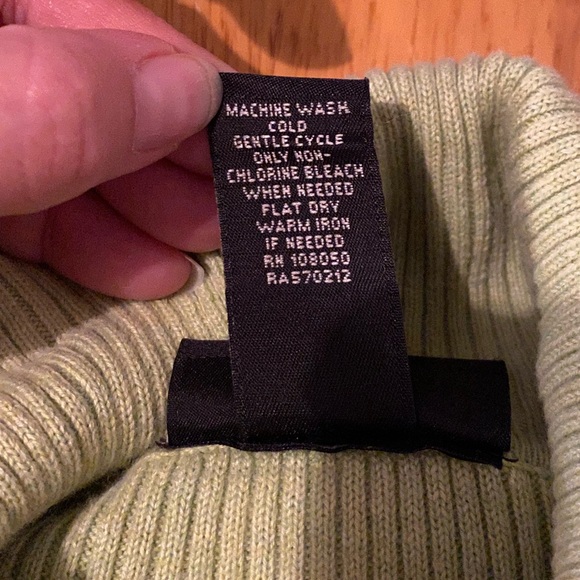 MACHINE WASH
COLD
GENTLE CYCLE
ONLY NON-
CHLORINE BLEACH
WHEN NEEDED
FLAT DRY
WARM IRON
IF NEEDED
RN 108050
RA570212